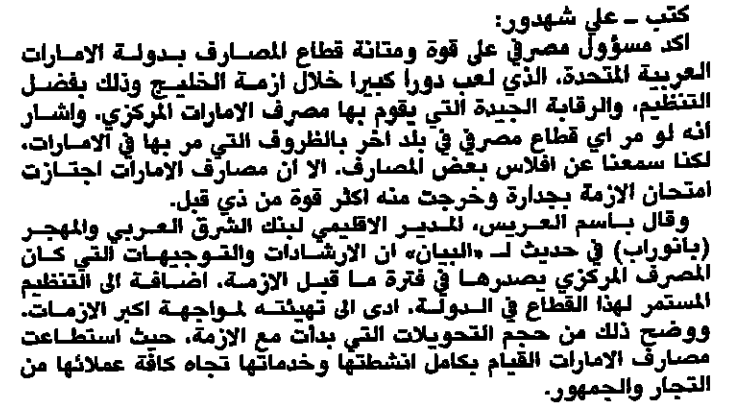 كتب ـ علي شهدور:
اكد مسؤول مصرفي على قوة ومتانة قطاع المصارف بدولة الامارات
العربية المتحدة، الذي لعب دورا كبيرا خلال ازمة الخليج وذلك بفضل
التنظيم، والرقابة الجيدة التي يقوم بها مصرف الامارات المركزي. واشار
انه لو مر اي قطاع مصرفي في بلد اخر بالظروف التي مر بها في الامارات،
لكنا سمعنا عن افلاس بعض المصارف، الا ان مصارف الامارات اجتازت
امتحان الازمة بجدارة وخرجت منه اكثر قوة من ذي قبل.
وقال باسم العريس، المدير الاقليمي لبنك الشرق العربي والمهجر
(بانوراب) في حديث لـ «البيان» ان الارشادات والتوجيهات التي كان
المصرف المركزي يصدرها في فترة ما قبل الازمة، اضافة الى التنظيم
المستمر لهذا القطاع في الدولة، ادى الى تهيئته لمواجهة اكبر الازمات.
ووضح ذلك من حجم التحويلات التي بدأت مع الازمة، حيث استطاعت
مصارف الامارات القيام بكامل انشطتها وخدماتها تجاه كافة عملائها من
التجار والجمهور.